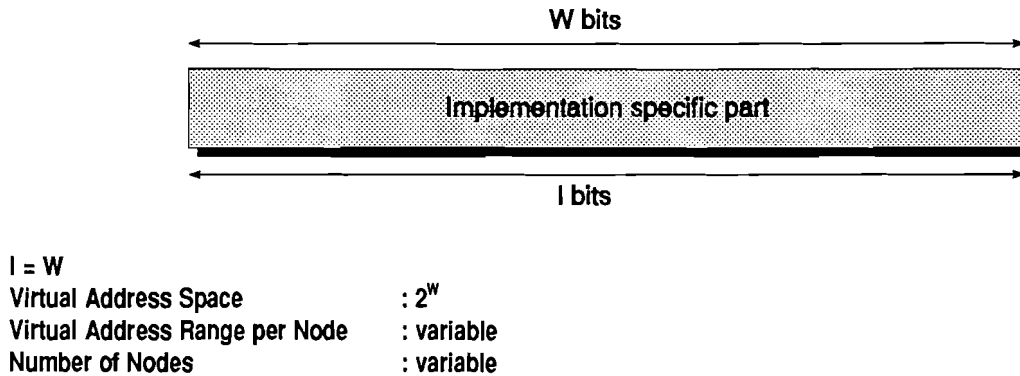 W bits
Implementation specific part
I bits
I = W
Virtual Address Space : 2^W
Virtual Address Range per Node : variable
Number of Nodes : variable